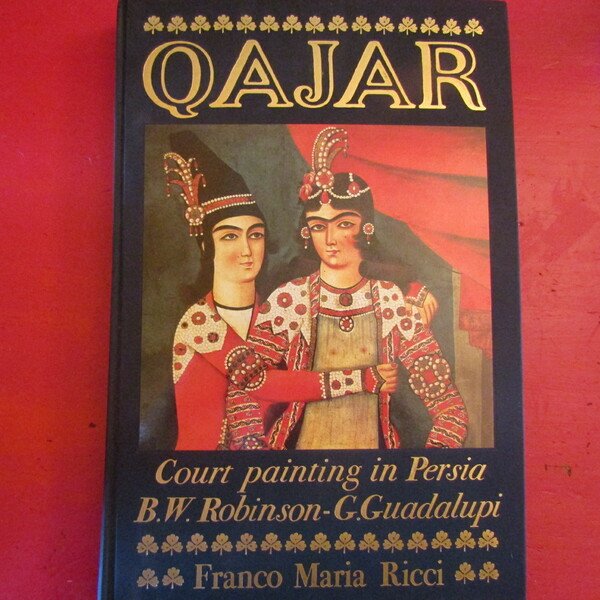 QAJAR
Court painting in Persia
B.W. Robinson-G.Guadalupi
Franco Maria Ricci